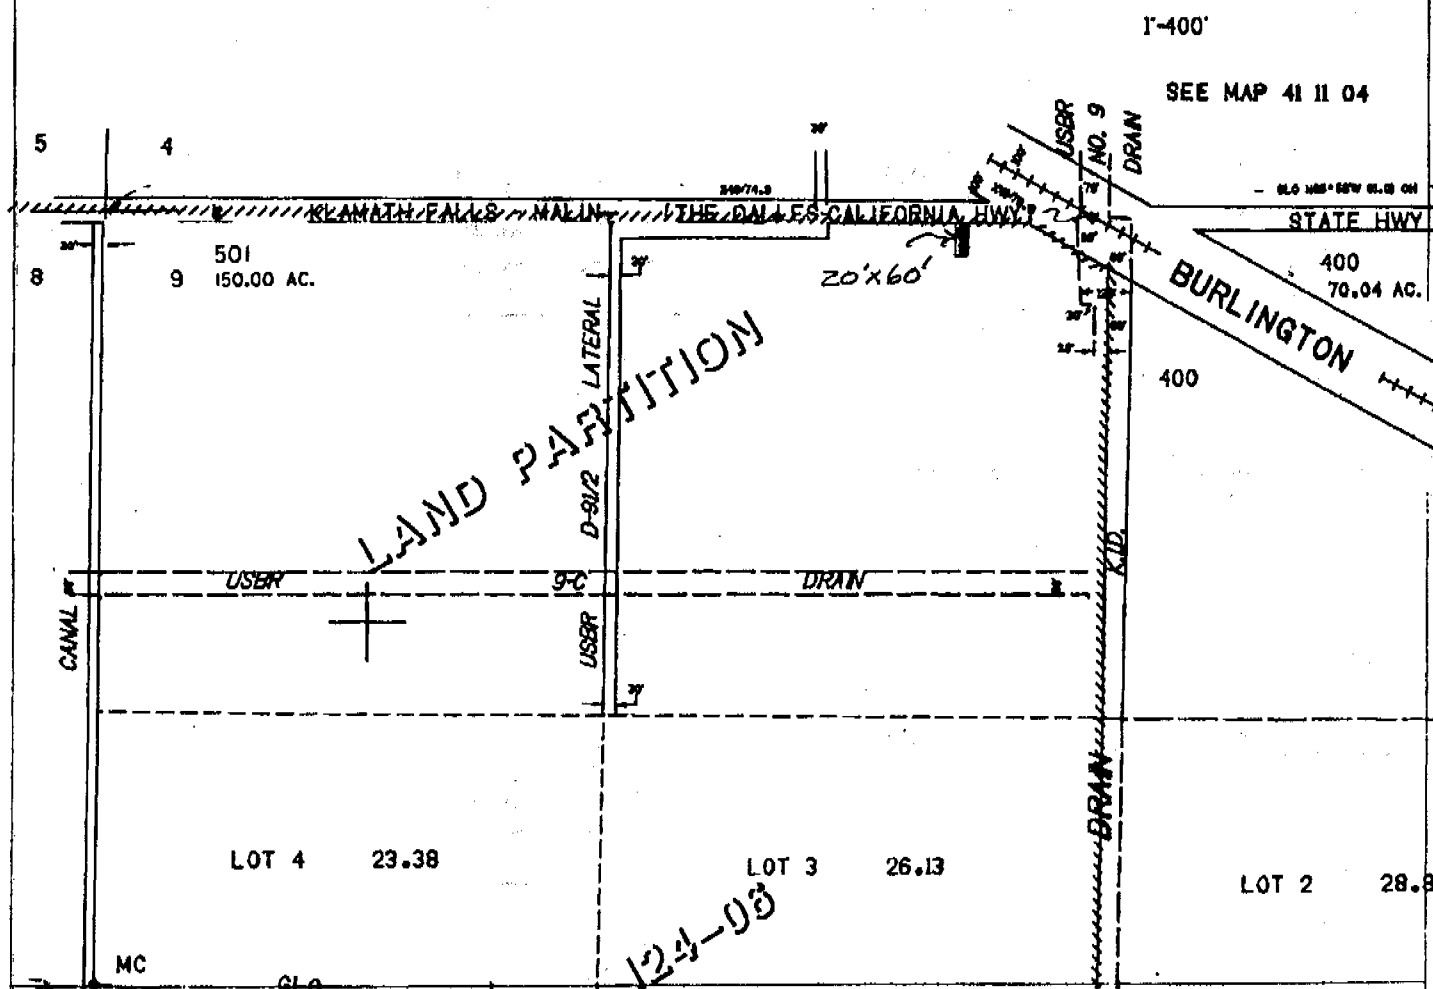 1"-400'
SEE MAP 41 11 04
USBR
NO. 9
DRAIN
5
4
KLAMATH FALLS - MALIN
THE DALLES-CALIFORNIA HWY.
STATE HWY
501
150.00 AC.
8
9
20'X60'
400
70.04 AC.
BURLINGTON
400
LATERAL
D-91/2
USBR
LAND PARTITION
K.I.D.
DRAIN
USBR
9-C
DRAIN
CANAL
LOT 4 23.38
LOT 3 26.13
LOT 2
124-08
MC